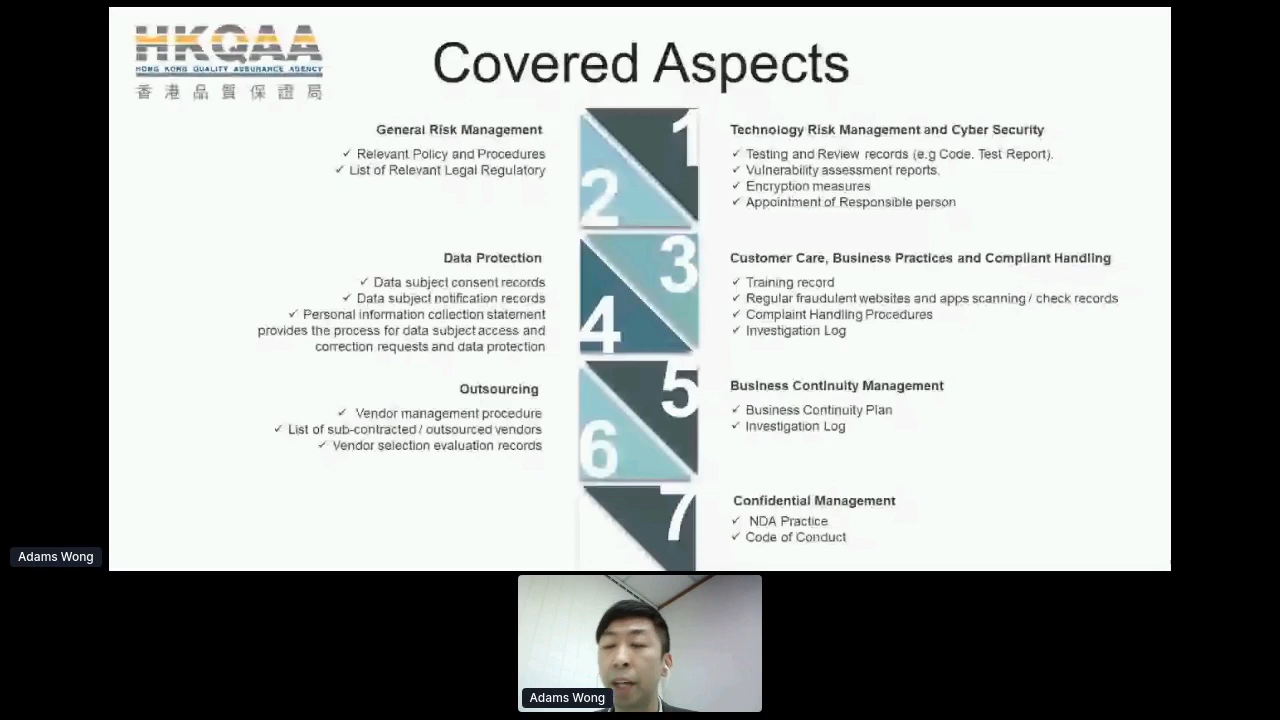 HKQAA
HONG KONG QUALITY ASSURANCE AGENCY
香港品質保證局
Covered Aspects
General Risk Management
✓ Relevant Policy and Procedures
✓ List of Relevant Legal Regulatory
1
2
Technology Risk Management and Cyber Security
✓ Testing and Review records (e.g Code. Test Report).
✓ Vulnerability assessment reports.
✓ Encryption measures
✓ Appointment of Responsible person
Data Protection
✓ Data subject consent records
✓ Data subject notification records
✓ Personal information collection statement
provides the process for data subject access and
correction requests and data protection
3
4
Customer Care, Business Practices and Compliant Handling
✓ Training record
✓ Regular fraudulent websites and apps scanning / check records
✓ Complaint Handling Procedures
✓ Investigation Log
Outsourcing
✓ Vendor management procedure
✓ List of sub-contracted / outsourced vendors
✓ Vendor selection evaluation records
5
6
Business Continuity Management
✓ Business Continuity Plan
✓ Investigation Log
7
Confidential Management
✓ NDA Practice
✓ Code of Conduct
Adams Wong
Adams Wong